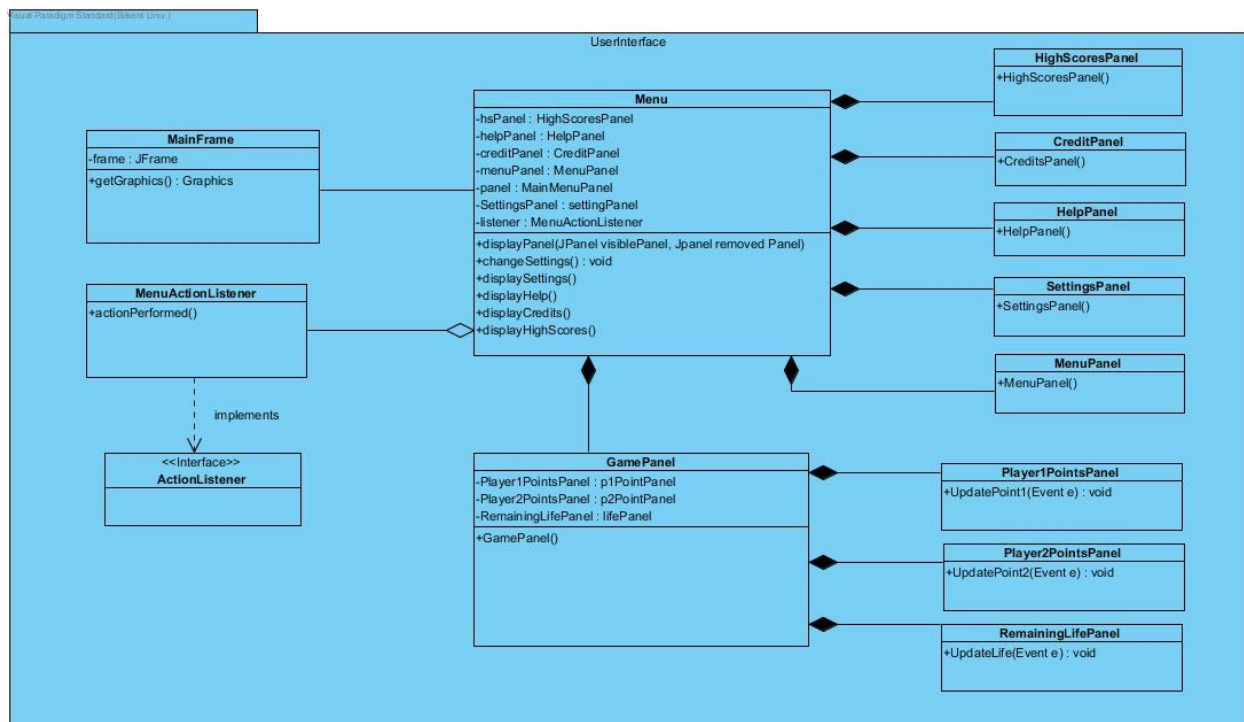 Visual Paradigm Standard(Bilkent Univ.)
UserInterface
MainFrame
-frame : JFrame
+getGraphics() : Graphics
MenuActionListener
+actionPerformed()
implements
<<Interface>>
ActionListener
Menu
-hsPanel : HighScoresPanel
-helpPanel : HelpPanel
-creditPanel : CreditPanel
-menuPanel : MenuPanel
-panel : MainMenuPanel
-SettingsPanel : settingPanel
-listener : MenuActionListener
+displayPanel(JPanel visiblePanel, Jpanel removed Panel)
+changeSettings() : void
+displaySettings()
+displayHelp()
+displayCredits()
+displayHighScores()
GamePanel
-Player1PointsPanel : p1PointPanel
-Player2PointsPanel : p2PointPanel
-RemainingLifePanel : lifePanel
+GamePanel()
HighScoresPanel
+HighScoresPanel()
CreditPanel
+CreditsPanel()
HelpPanel
+HelpPanel()
SettingsPanel
+SettingsPanel()
MenuPanel
+MenuPanel()
Player1PointsPanel
+UpdatePoint1(Event e) : void
Player2PointsPanel
+UpdatePoint2(Event e) : void
RemainingLifePanel
+UpdateLife(Event e) : void